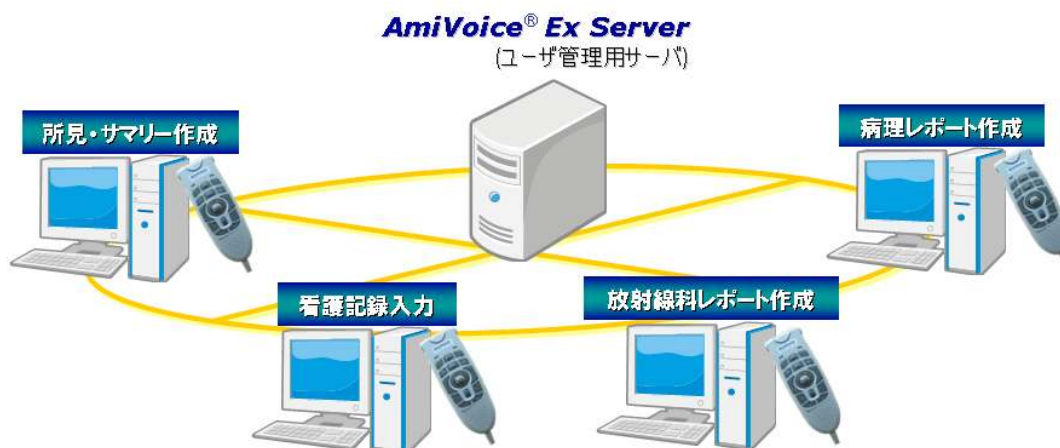 AmiVoice® Ex Server
(ユーザ管理用サーバ)
所見・サマリー作成
病理レポート作成
看護記録入力
放射線科レポート作成